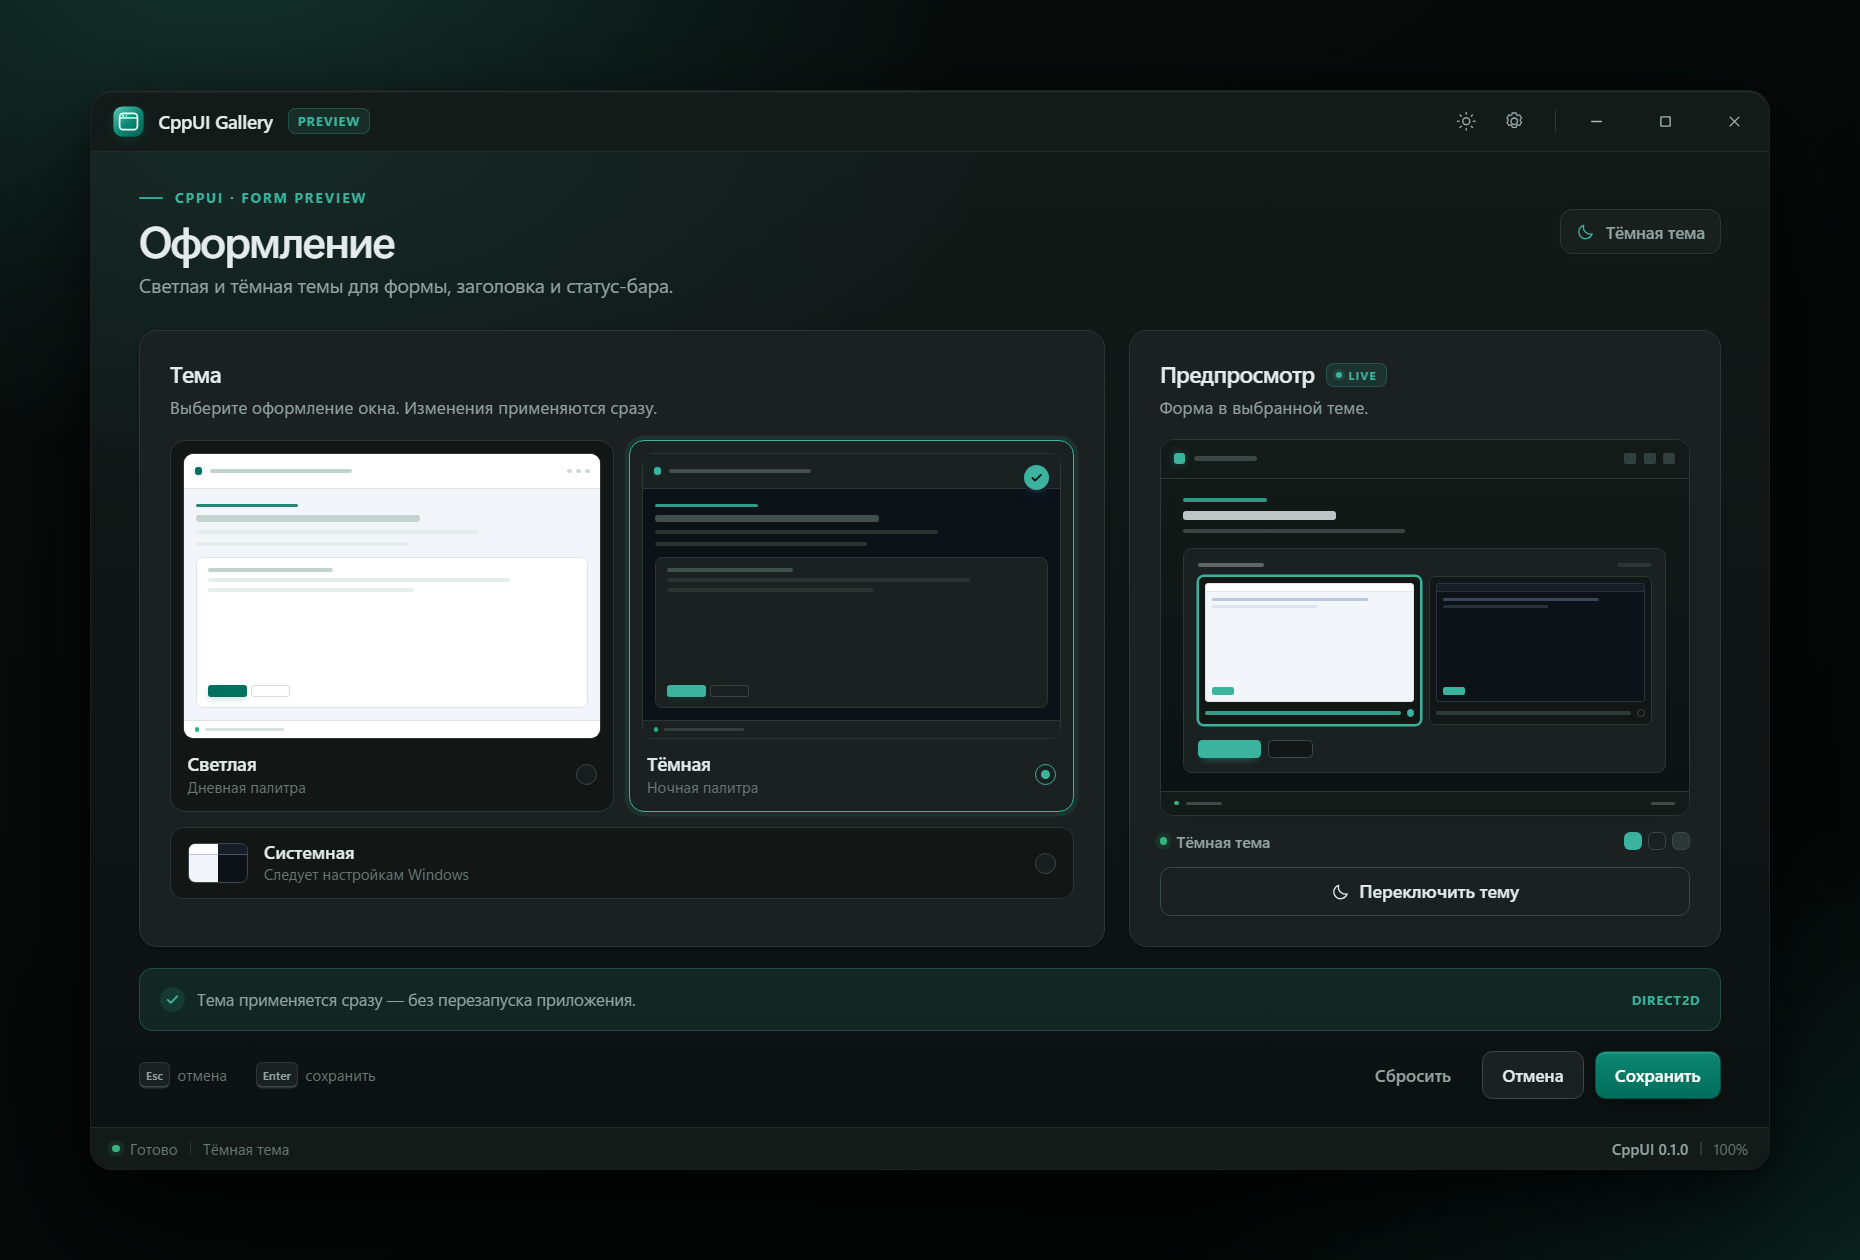 CppUI Gallery PREVIEW
CPPUI · FORM PREVIEW
Оформление
Светлая и тёмная темы для формы, заголовка и статус-бара.
Тёмная тема
Тема
Выберите оформление окна. Изменения применяются сразу.
Светлая
Дневная палитра
Тёмная
Ночная палитра
Системная
Следует настройкам Windows
Предпросмотр LIVE
Форма в выбранной теме.
Тёмная тема
Переключить тему
Тема применяется сразу — без перезапуска приложения.
DIRECT2D
Esc отмена Enter сохранить
Сбросить Отмена Сохранить
Готово Тёмная тема
CppUI 0.1.0 100%